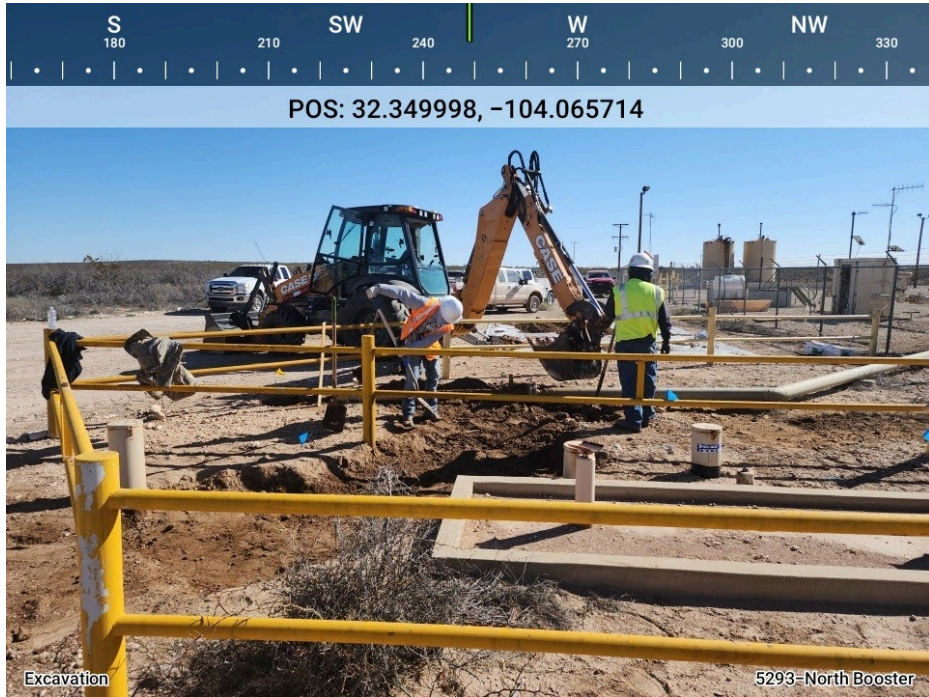 S SW W NW
180 210 240 270 300 330
POS: 32.349998, −104.065714
CASE
CASE
Excavation
5293−North Booster